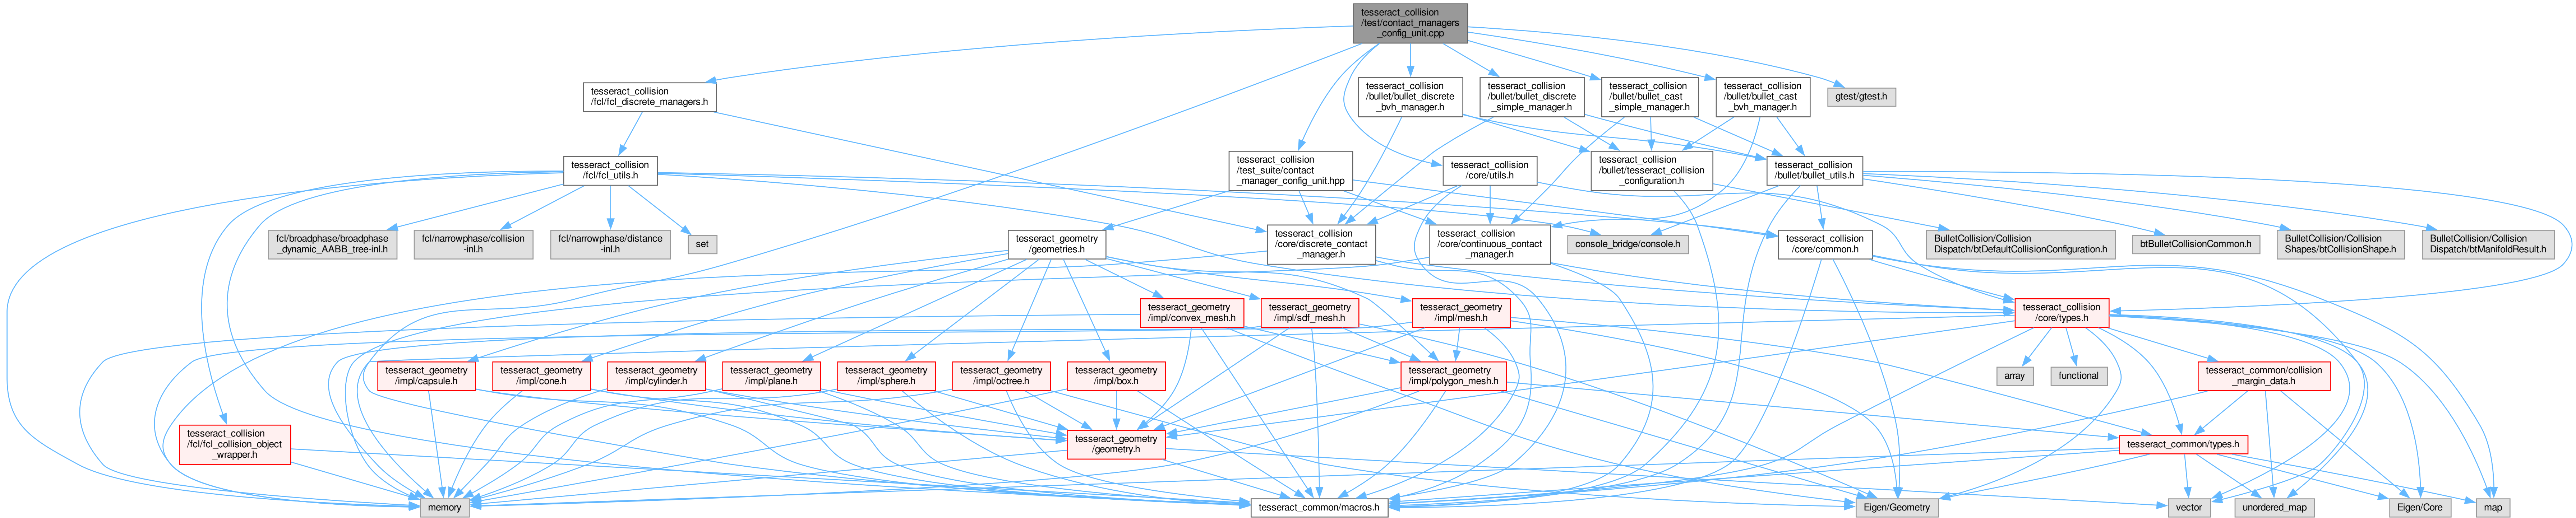 tesseract_collision
/test/contact_managers
_config_unit.cpp
tesseract_collision
/fcl/fcl_discrete_managers.h
tesseract_collision
/bullet/bullet_discrete
_bvh_manager.h
tesseract_collision
/bullet/bullet_discrete
_simple_manager.h
tesseract_collision
/bullet/bullet_cast
_simple_manager.h
tesseract_collision
/bullet/bullet_cast
_bvh_manager.h
gtest/gtest.h
tesseract_collision
/fcl/fcl_utils.h
tesseract_collision
/test_suite/contact
_manager_config_unit.hpp
tesseract_collision
/core/utils.h
tesseract_collision
/bullet/tesseract_collision
_configuration.h
tesseract_collision
/bullet/bullet_utils.h
fcl/broadphase/broadphase
_dynamic_AABB_tree-inl.h
fcl/narrowphase/collision
-inl.h
fcl/narrowphase/distance
-inl.h
set
tesseract_geometry
/geometries.h
tesseract_collision
/core/discrete_contact
_manager.h
tesseract_collision
/core/continuous_contact
_manager.h
console_bridge/console.h
tesseract_collision
/core/common.h
BulletCollision/Collision
Dispatch/btDefaultCollisionConfiguration.h
btBulletCollisionCommon.h
BulletCollision/Collision
Shapes/btCollisionShape.h
BulletCollision/Collision
Dispatch/btManifoldResult.h
tesseract_geometry
/impl/convex_mesh.h
tesseract_geometry
/impl/sdf_mesh.h
tesseract_geometry
/impl/mesh.h
tesseract_collision
/core/types.h
tesseract_geometry
/impl/capsule.h
tesseract_geometry
/impl/cone.h
tesseract_geometry
/impl/cylinder.h
tesseract_geometry
/impl/plane.h
tesseract_geometry
/impl/sphere.h
tesseract_geometry
/impl/octree.h
tesseract_geometry
/impl/box.h
tesseract_geometry
/impl/polygon_mesh.h
array
functional
tesseract_common/collision
_margin_data.h
tesseract_collision
/fcl/fcl_collision_object
_wrapper.h
tesseract_geometry
/geometry.h
tesseract_common/types.h
memory
tesseract_common/macros.h
Eigen/Geometry
vector
unordered_map
Eigen/Core
map